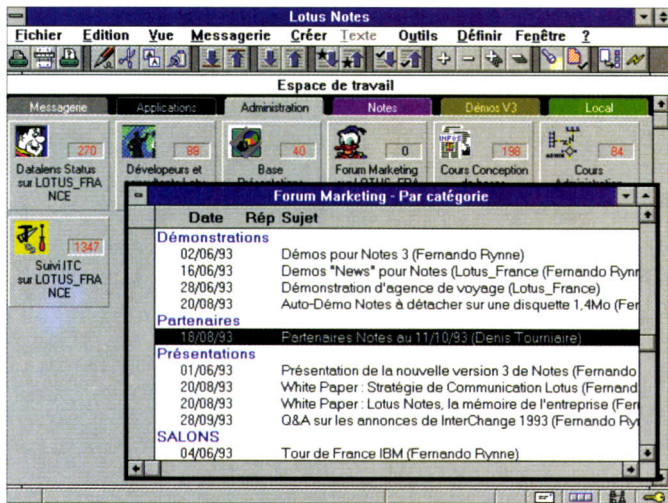 Lotus Notes
Fichier Edition Vue Messagerie Créer Texte Outils Définir Fenêtre ?
Espace de travail
Messagerie Applications Administration Notes Démos V3 Local
270 89 40 0 198 84
INFOS
Datalens Status
sur LOTUS_FRA
NCE
Dévelopeurs et
Base
Forum Marketing
Cours Conception
Cours
1347
Suivi ITC
sur LOTUS_FRA
NCE
Forum Marketing - Par catégorie
Date Rép Sujet
Démonstrations
02/06/93 Démos pour Notes 3 (Fernando Rynne)
16/06/93 Demos "News" pour Notes (Lotus_France (Fernando Rynr
28/06/93 Démonstration d'agence de voyage (Lotus_France)
20/08/93 Auto-Démo Notes à détacher sur une disquette 1,4Mo (Fer
Partenaires
18/08/93 Partenaires Notes au 11/10/93 (Denis Tourniaire)
Présentations
01/06/93 Présentation de la nouvelle version 3 de Notes (Fernando
20/08/93 White Paper : Stratégie de Communication Lotus (Fernand
20/08/93 White Paper : Lotus Notes, la mémoire de l'entreprise (Fer
28/09/93 Q&A sur les annonces de InterChange 1993 (Fernando Ry
SALONS
04/06/93 Tour de France IBM (Fernando Rynne)